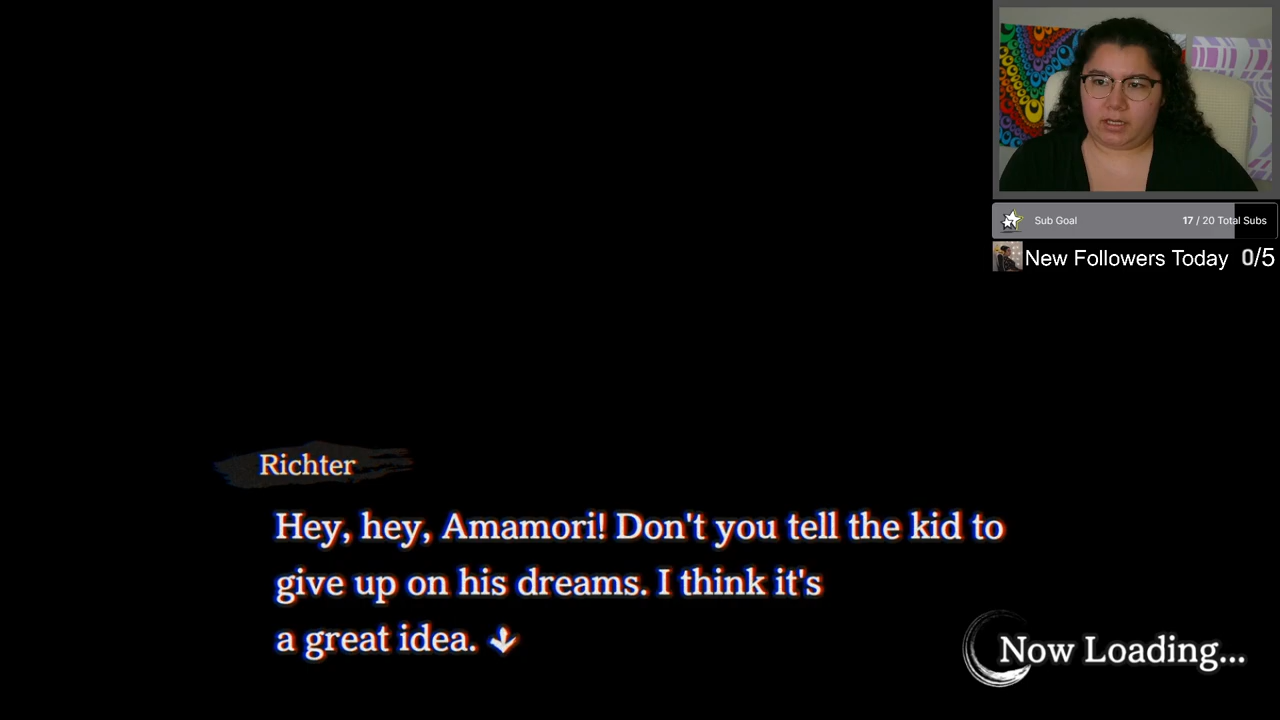 Sub Goal 17 / 20 Total Subs
New Followers Today 0/5
Richter
Hey, hey, Amamori! Don't you tell the kid to
give up on his dreams. I think it's
a great idea.
Now Loading...